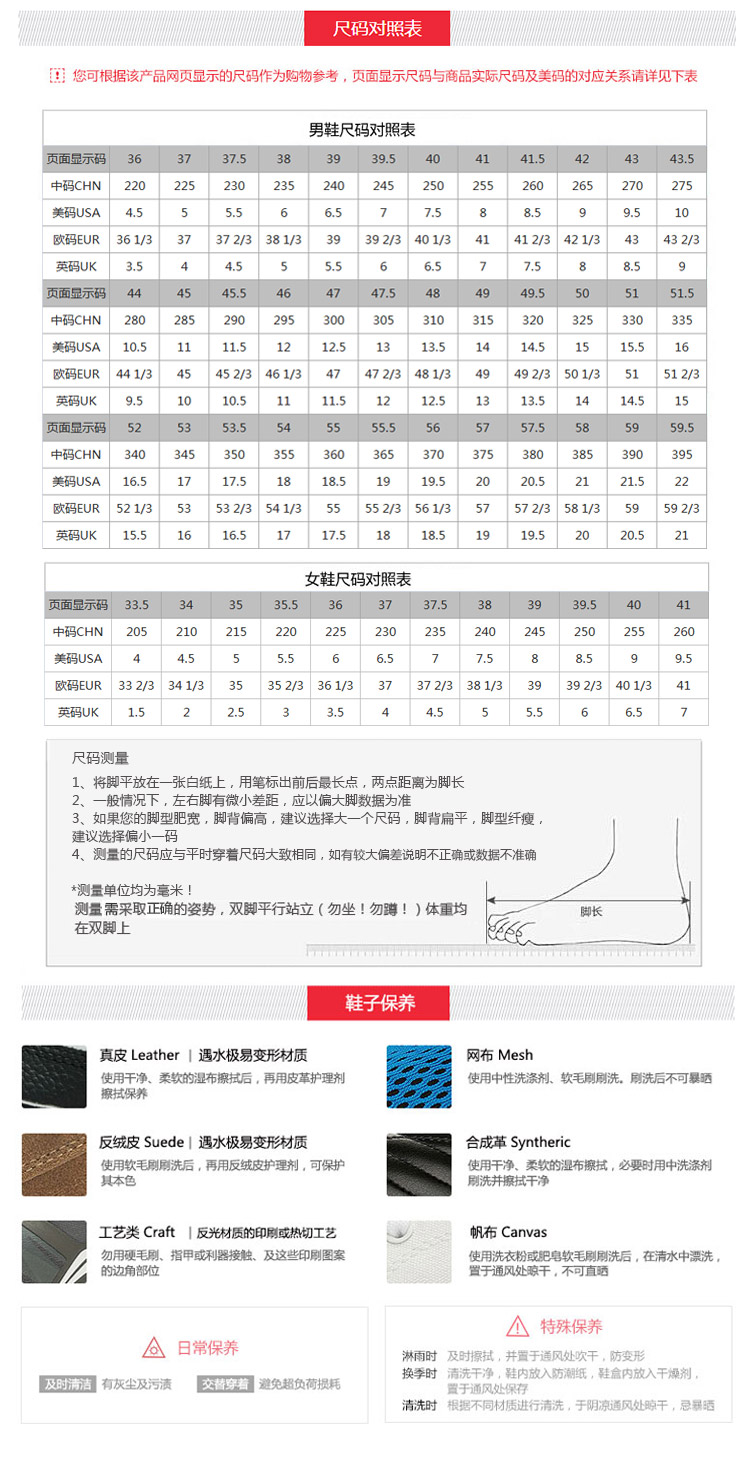 尺码对照表
您可根据该产品网页显示的尺码作为购物参考，页面显示尺码与商品实际尺码及美码的对应关系请详见下表
男鞋尺码对照表
页面显示码 36 37 37.5 38 39 39.5 40 41 41.5 42 43 43.5
中码CHN 220 225 230 235 240 245 250 255 260 265 270 275
美码USA 4.5 5 5.5 6 6.5 7 7.5 8 8.5 9 9.5 10
欧码EUR 36 1/3 37 37 2/3 38 1/3 39 39 2/3 40 1/3 41 41 2/3 42 1/3 43 43 2/3
英码UK 3.5 4 4.5 5 5.5 6 6.5 7 7.5 8 8.5 9
页面显示码 44 45 45.5 46 47 47.5 48 49 49.5 50 51 51.5
中码CHN 280 285 290 295 300 305 310 315 320 325 330 335
美码USA 10.5 11 11.5 12 12.5 13 13.5 14 14.5 15 15.5 16
欧码EUR 44 1/3 45 45 2/3 46 1/3 47 47 2/3 48 1/3 49 49 2/3 50 1/3 51 51 2/3
英码UK 9.5 10 10.5 11 11.5 12 12.5 13 13.5 14 14.5 15
页面显示码 52 53 53.5 54 55 55.5 56 57 57.5 58 59 59.5
中码CHN 340 345 350 355 360 365 370 375 380 385 390 395
美码USA 16.5 17 17.5 18 18.5 19 19.5 20 20.5 21 21.5 22
欧码EUR 52 1/3 53 53 2/3 54 1/3 55 55 2/3 56 1/3 57 57 2/3 58 1/3 59 59 2/3
英码UK 15.5 16 16.5 17 17.5 18 18.5 19 19.5 20 20.5 21
女鞋尺码对照表
页面显示码 33.5 34 35 35.5 36 37 37.5 38 39 39.5 40 41
中码CHN 205 210 215 220 225 230 235 240 245 250 255 260
美码USA 4 4.5 5 5.5 6 6.5 7 7.5 8 8.5 9 9.5
欧码EUR 33 2/3 34 1/3 35 35 2/3 36 1/3 37 37 2/3 38 1/3 39 39 2/3 40 1/3 41
英码UK 1.5 2 2.5 3 3.5 4 4.5 5 5.5 6 6.5 7
尺码测量
1、将脚平放在一张白纸上，用笔标出前后最长点，两点距离为脚长
2、一般情况下，左右脚有微小差距，应以偏大脚数据为准
3、如果您的脚型肥宽，脚背偏高，建议选择大一个尺码，脚背扁平，脚型纤瘦，
建议选择偏小一码
4、测量的尺码应与平时穿着尺码大致相同，如有较大偏差说明不正确或数据不准确
*测量单位均为毫米！
测量需采取正确的姿势，双脚平行站立（勿坐！勿蹲！）体重均
在双脚上
脚长
鞋子保养
真皮 Leather | 遇水极易变形材质
使用干净、柔软的湿布擦拭后，再用皮革护理剂
擦拭保养
网布 Mesh
使用中性洗涤剂、软毛刷刷洗。刷洗后不可暴晒
反绒皮 Suede | 遇水极易变形材质
使用软毛刷刷洗后，再用反绒皮护理剂，可保护
其本色
合成革 Syntheric
使用干净、柔软的湿布擦拭，必要时用中洗涤剂
刷洗并擦拭干净
工艺类 Craft | 反光材质的印刷或热切工艺
勿用硬毛刷、指甲或利器接触、及这些印刷图案
的边角部位
帆布 Canvas
使用洗衣粉或肥皂软毛刷刷洗后，在清水中漂洗，
置于通风处晾干，不可直晒
日常保养
及时清洁 有灰尘及污渍 交替穿着 避免超负荷损耗
特殊保养
淋雨时 及时擦拭，并置于通风处吹干，防变形
换季时 清洗干净，鞋内放入防潮纸，鞋盒内放入干燥剂，
置于通风处保存
清洗时 根据不同材质进行清洗，于阴凉通风处晾干，忌暴晒